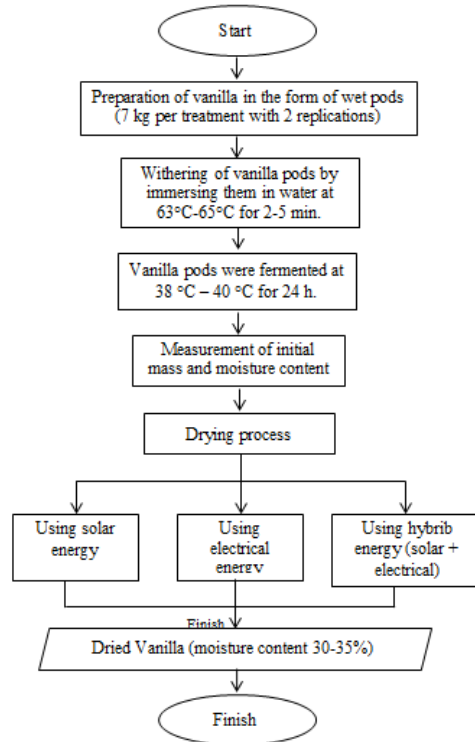 Start
Preparation of vanilla in the form of wet pods
(7 kg per treatment with 2 replications)
Withering of vanilla pods by
immersing them in water at
63°C-65°C for 2-5 min.
Vanilla pods were fermented at
38 °C – 40 °C for 24 h.
Measurement of initial
mass and moisture content
Drying process
Using solar
energy
Using
electrical
energy
Using hybrib
energy (solar +
electrical)
Finish
Dried Vanilla (moisture content 30-35%)
Finish